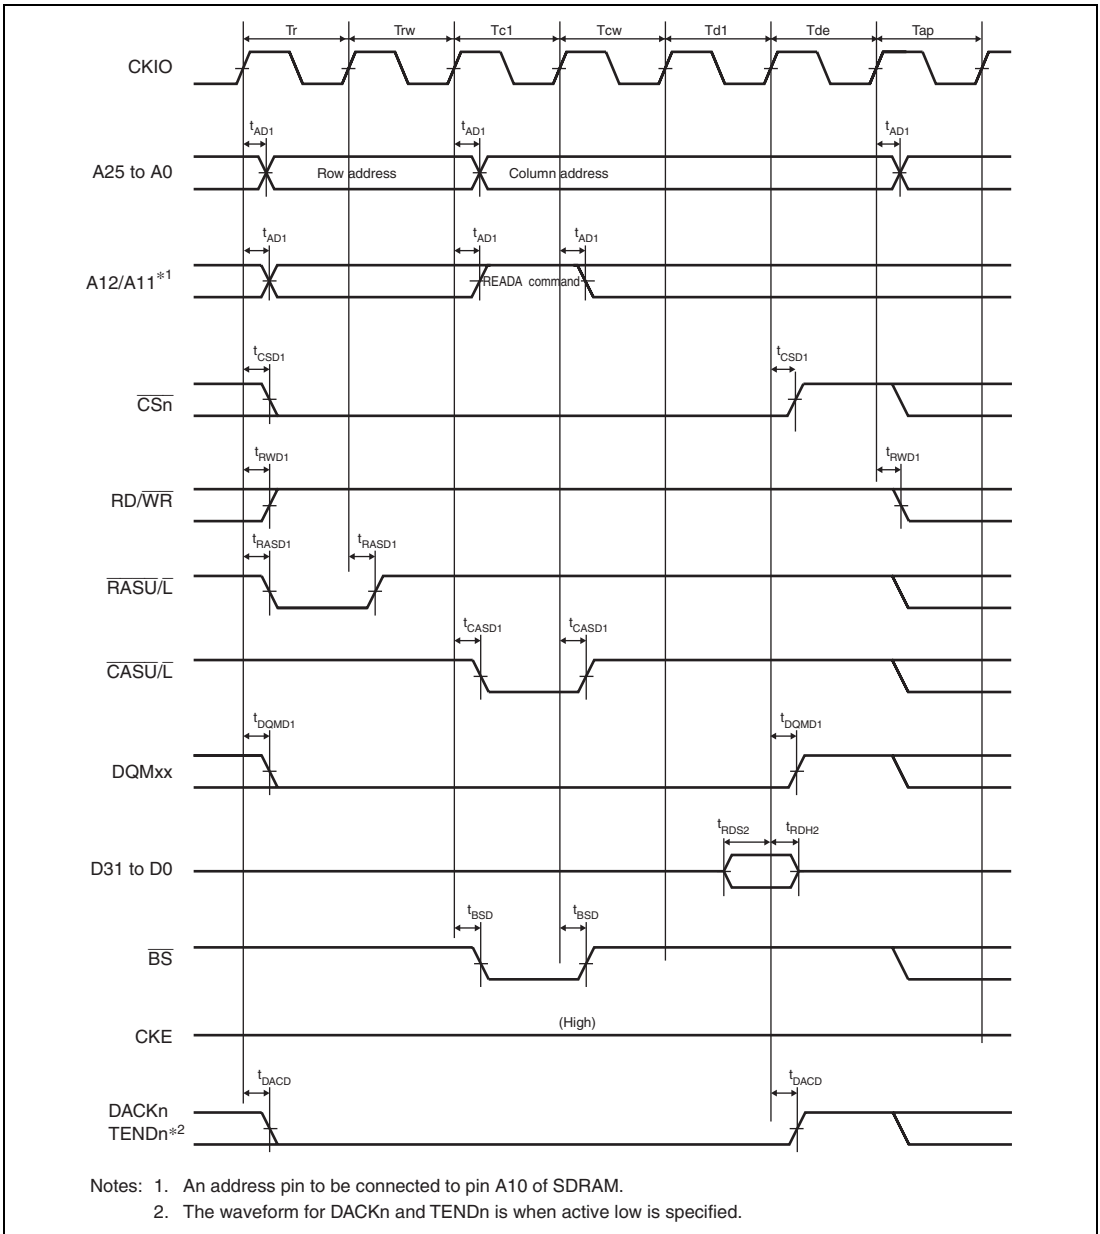 Tr Trw Tc1 Tcw Td1 Tde Tap
CKIO
tAD1 tAD1 tAD1
A25 to A0 Row address Column address
tAD1 tAD1 tAD1
A12/A11*1 READA command
tCSD1 tCSD1
CSn
tRWD1 tRWD1
RD/WR
tRASD1 tRASD1
RASU/L
tCASD1 tCASD1
CASU/L
tDQMD1 tDQMD1
DQMxx
tRDS2 tRDH2
D31 to D0
tBSD tBSD
BS
(High)
CKE
tDACD tDACD
DACKn
TENDn*2
Notes: 1. An address pin to be connected to pin A10 of SDRAM.
2. The waveform for DACKn and TENDn is when active low is specified.